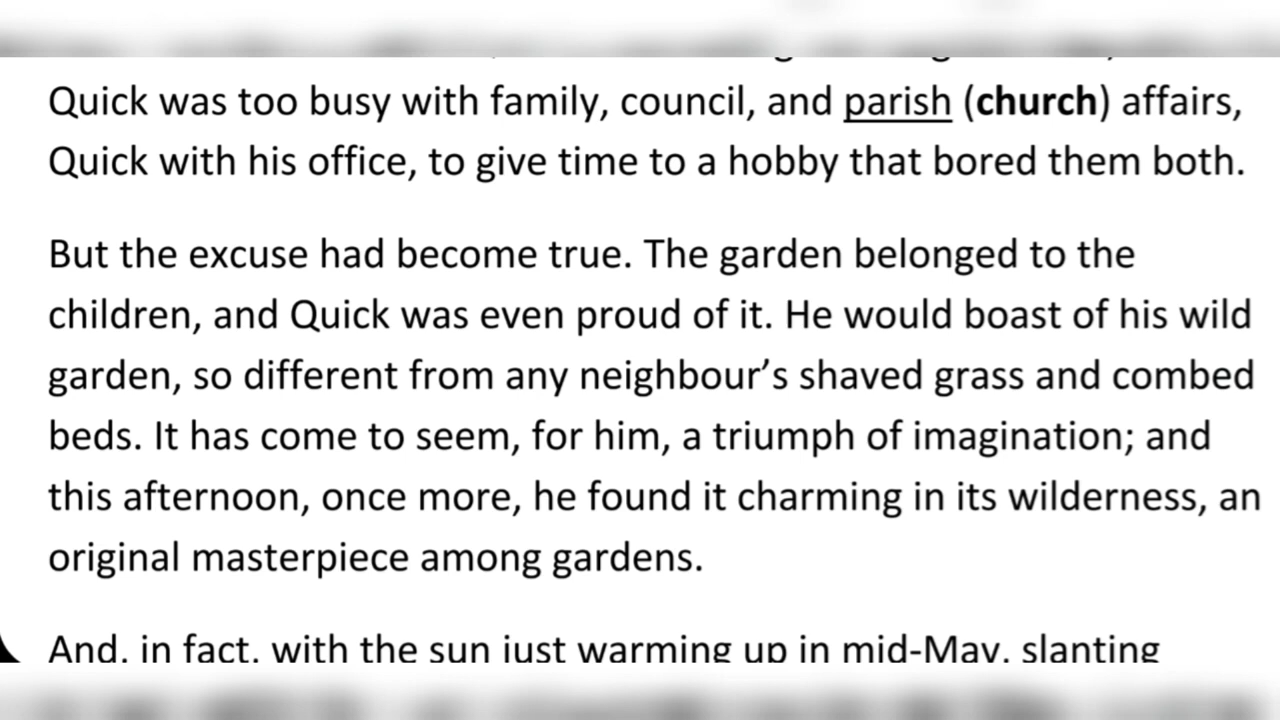 Quick was too busy with family, council, and parish (church) affairs,
Quick with his office, to give time to a hobby that bored them both.
But the excuse had become true. The garden belonged to the
children, and Quick was even proud of it. He would boast of his wild
garden, so different from any neighbour’s shaved grass and combed
beds. It has come to seem, for him, a triumph of imagination; and
this afternoon, once more, he found it charming in its wilderness, an
original masterpiece among gardens.
And, in fact, with the sun just warming up in mid-May, slanting